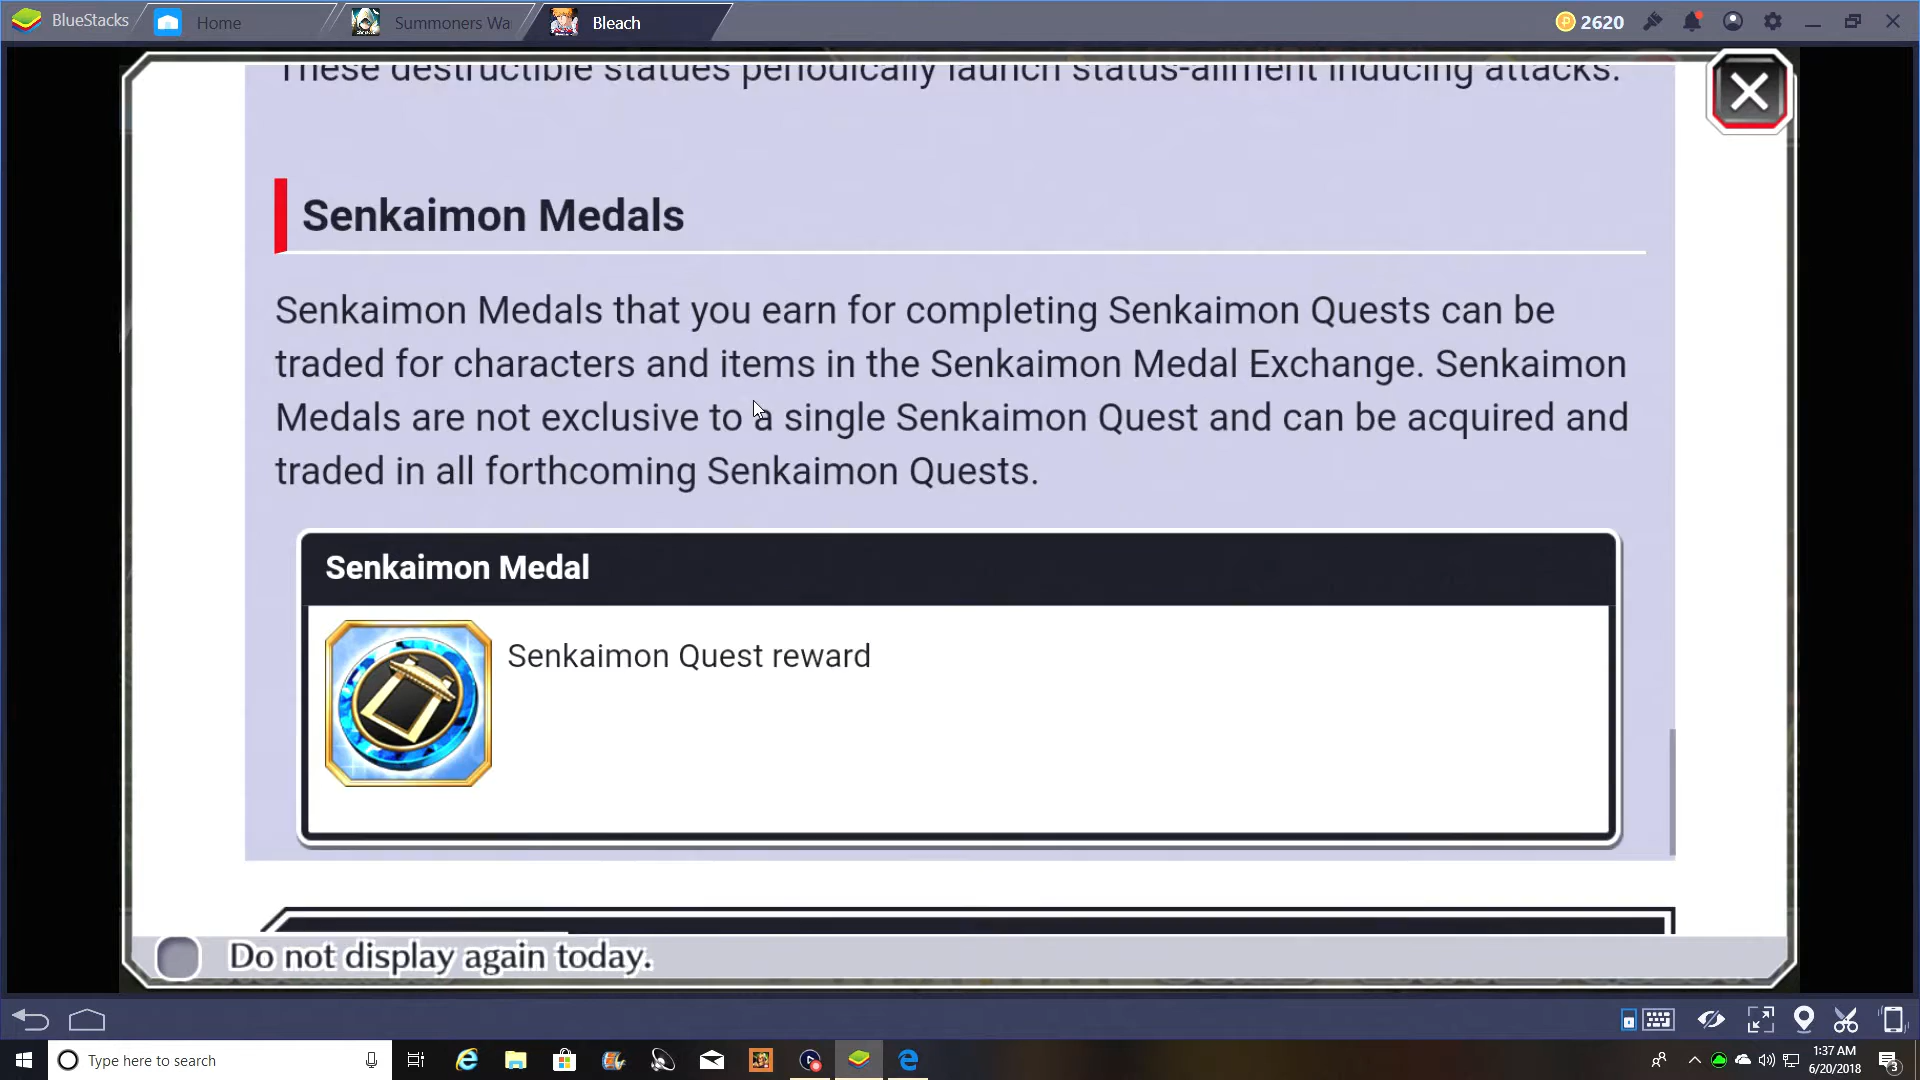 BlueStacks Home Summoners Wa Bleach 2620
These destructible statues periodically launch status-ailment inducing attacks.
Senkaimon Medals
Senkaimon Medals that you earn for completing Senkaimon Quests can be
traded for characters and items in the Senkaimon Medal Exchange. Senkaimon
Medals are not exclusive to a single Senkaimon Quest and can be acquired and
traded in all forthcoming Senkaimon Quests.
Senkaimon Medal
Senkaimon Quest reward
Do not display again today.
Type here to search
1:37 AM
6/20/2018
3